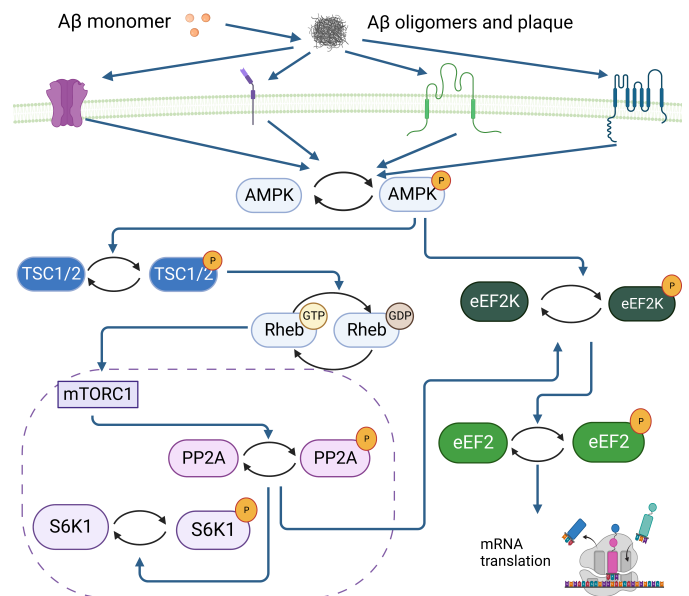 Aβ monomer
Aβ oligomers and plaque
AMPK
AMPK
P
TSC1/2
TSC1/2
P
eEF2K
eEF2K
P
Rheb
GTP
Rheb
GDP
mTORC1
PP2A
PP2A
P
eEF2
eEF2
P
S6K1
S6K1
P
mRNA
translation